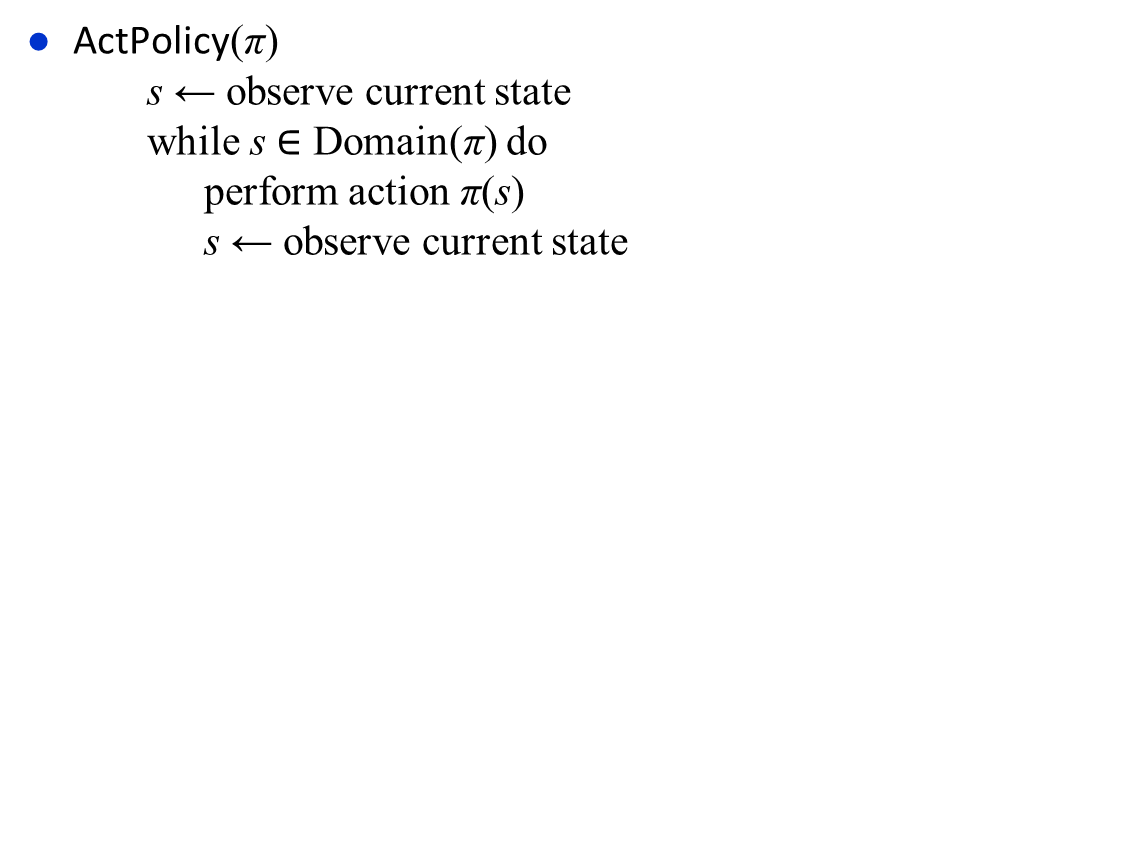 ● ActPolicy(π)
s ← observe current state
while s ∈ Domain(π) do
perform action π(s)
s ← observe current state